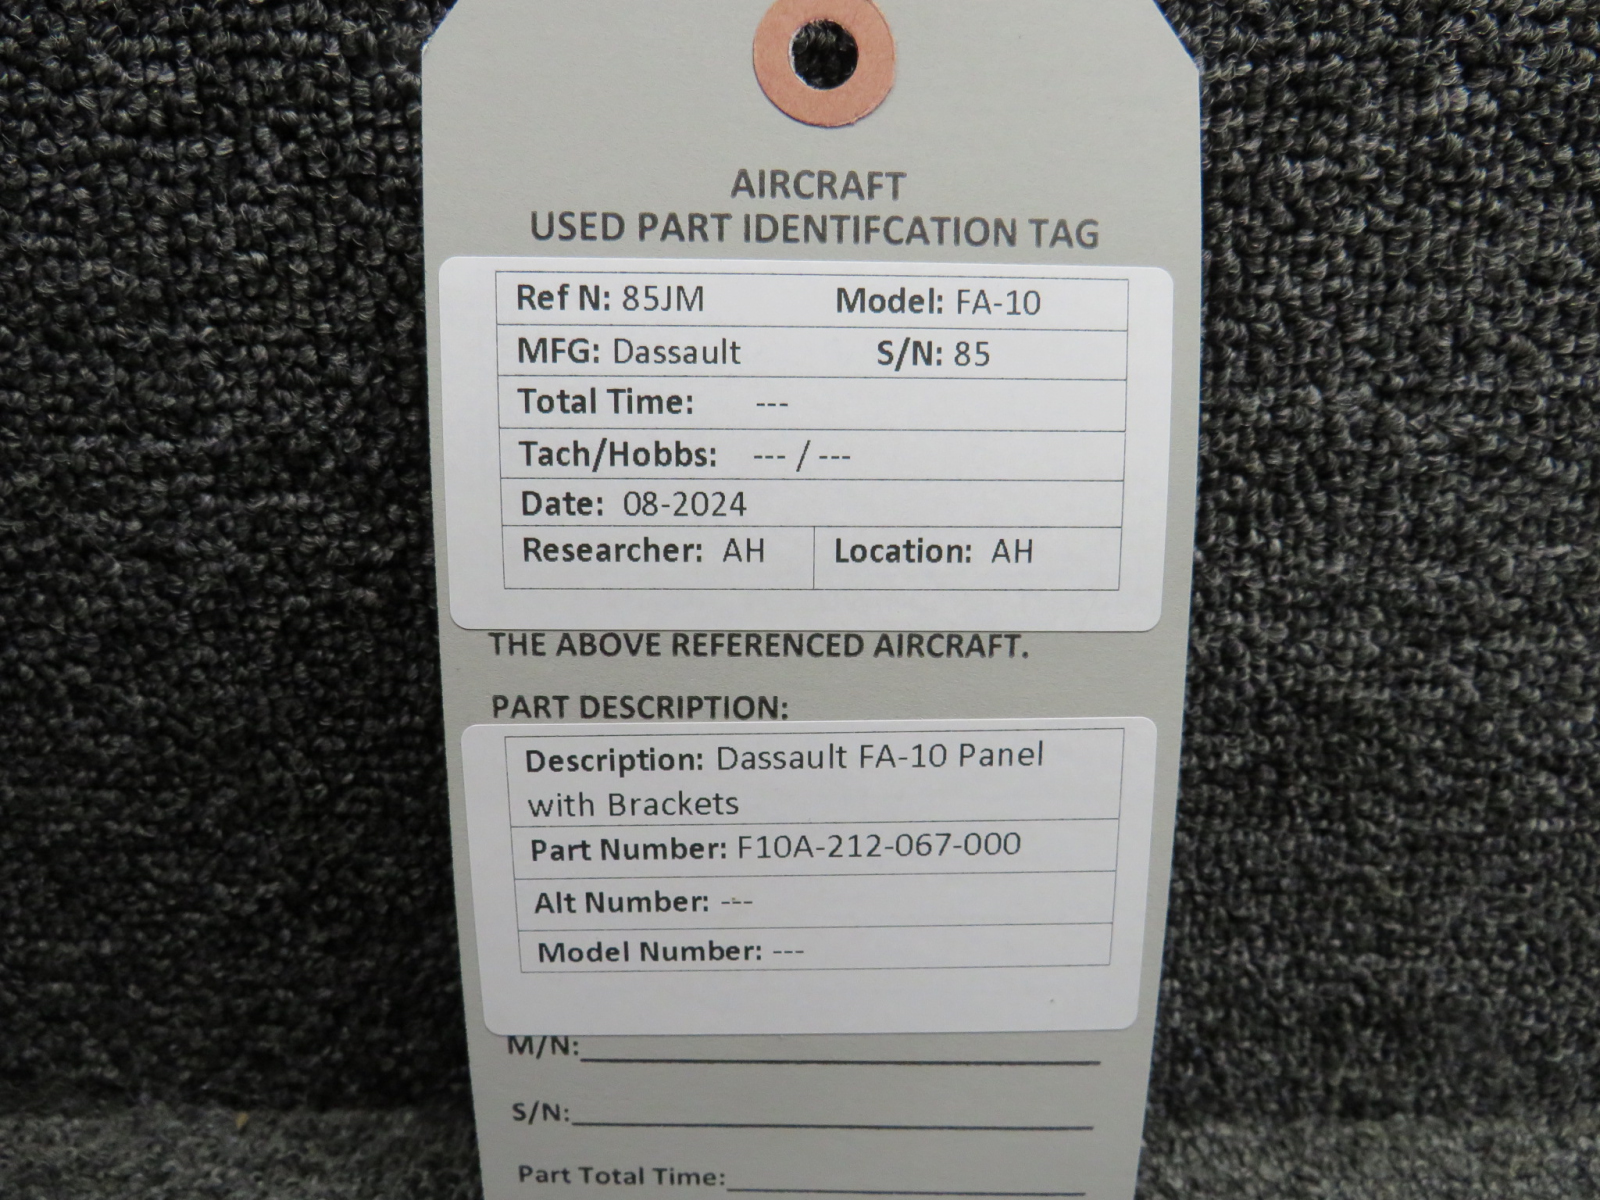 AIRCRAFT
USED PART IDENTIFCATION TAG
Ref N: 85JM Model: FA-10
MFG: Dassault S/N: 85
Total Time: ---
Tach/Hobbs: --- / ---
Date: 08-2024
Researcher: AH Location: AH
THE ABOVE REFERENCED AIRCRAFT.
PART DESCRIPTION:
Description: Dassault FA-10 Panel
with Brackets
Part Number: F10A-212-067-000
Alt Number: ---
Model Number: ---
M/N:
S/N:
Part Total Time: